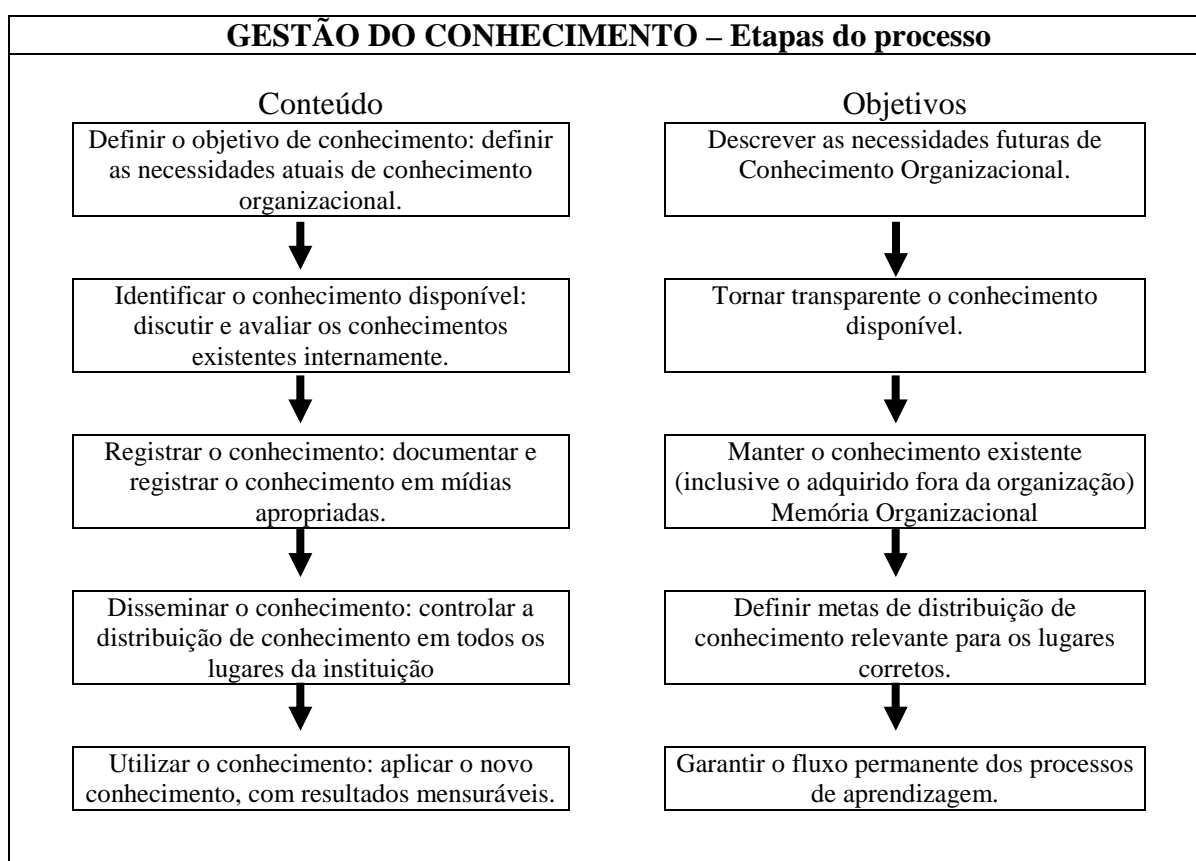 GESTÃO DO CONHECIMENTO – Etapas do processo
Conteúdo
Definir o objetivo de conhecimento: definir
as necessidades atuais de conhecimento
organizacional.
Identificar o conhecimento disponível:
discutir e avaliar os conhecimentos
existentes internamente.
Registrar o conhecimento: documentar e
registrar o conhecimento em mídias
apropriadas.
Disseminar o conhecimento: controlar a
distribuição de conhecimento em todos os
lugares da instituição
Utilizar o conhecimento: aplicar o novo
conhecimento, com resultados mensuráveis.
Objetivos
Descrever as necessidades futuras de
Conhecimento Organizacional.
Tornar transparente o conhecimento
disponível.
Manter o conhecimento existente
(inclusive o adquirido fora da organização)
Memória Organizacional
Definir metas de distribuição de
conhecimento relevante para os lugares
corretos.
Garantir o fluxo permanente dos processos
de aprendizagem.